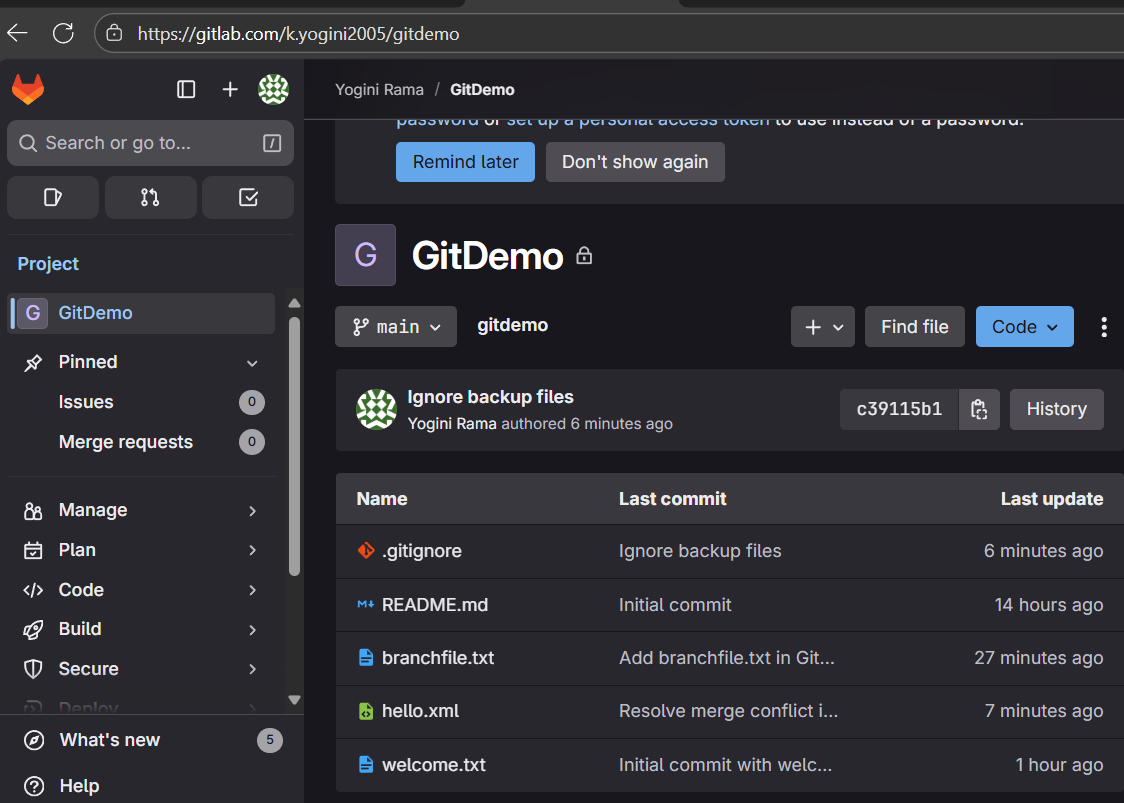 https://gitlab.com/k.yogini2005/gitdemo
Yogini Rama / GitDemo
Search or go to...
/
password or set up a personal access token to use instead of a password.
Remind later
Don't show again
Project
G
GitDemo
Pinned
Issues
0
Merge requests
0
Manage
Plan
Code
Build
Secure
Deploy
What's new
5
Help
G
GitDemo
main
gitdemo
Find file
Code
Ignore backup files
Yogini Rama authored 6 minutes ago
c39115b1
History
Name Last commit Last update
.gitignore Ignore backup files 6 minutes ago
README.md Initial commit 14 hours ago
branchfile.txt Add branchfile.txt in Git... 27 minutes ago
hello.xml Resolve merge conflict i... 7 minutes ago
welcome.txt Initial commit with welc... 1 hour ago